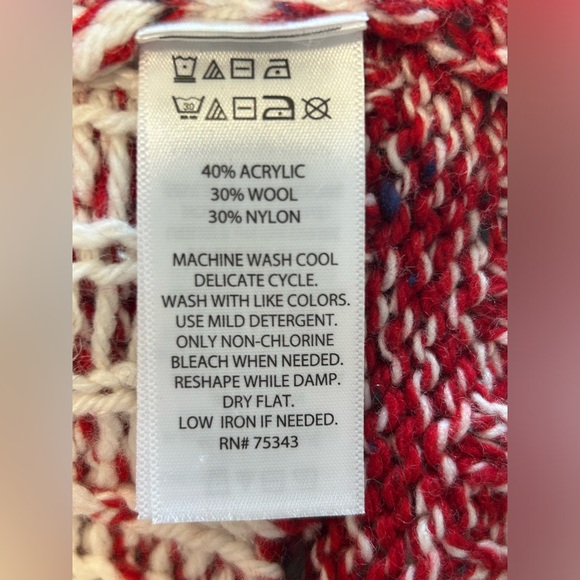 30
40% ACRYLIC
30% WOOL
30% NYLON
MACHINE WASH COOL
DELICATE CYCLE.
WASH WITH LIKE COLORS.
USE MILD DETERGENT.
ONLY NON-CHLORINE
BLEACH WHEN NEEDED.
RESHAPE WHILE DAMP.
DRY FLAT.
LOW IRON IF NEEDED.
RN# 75343